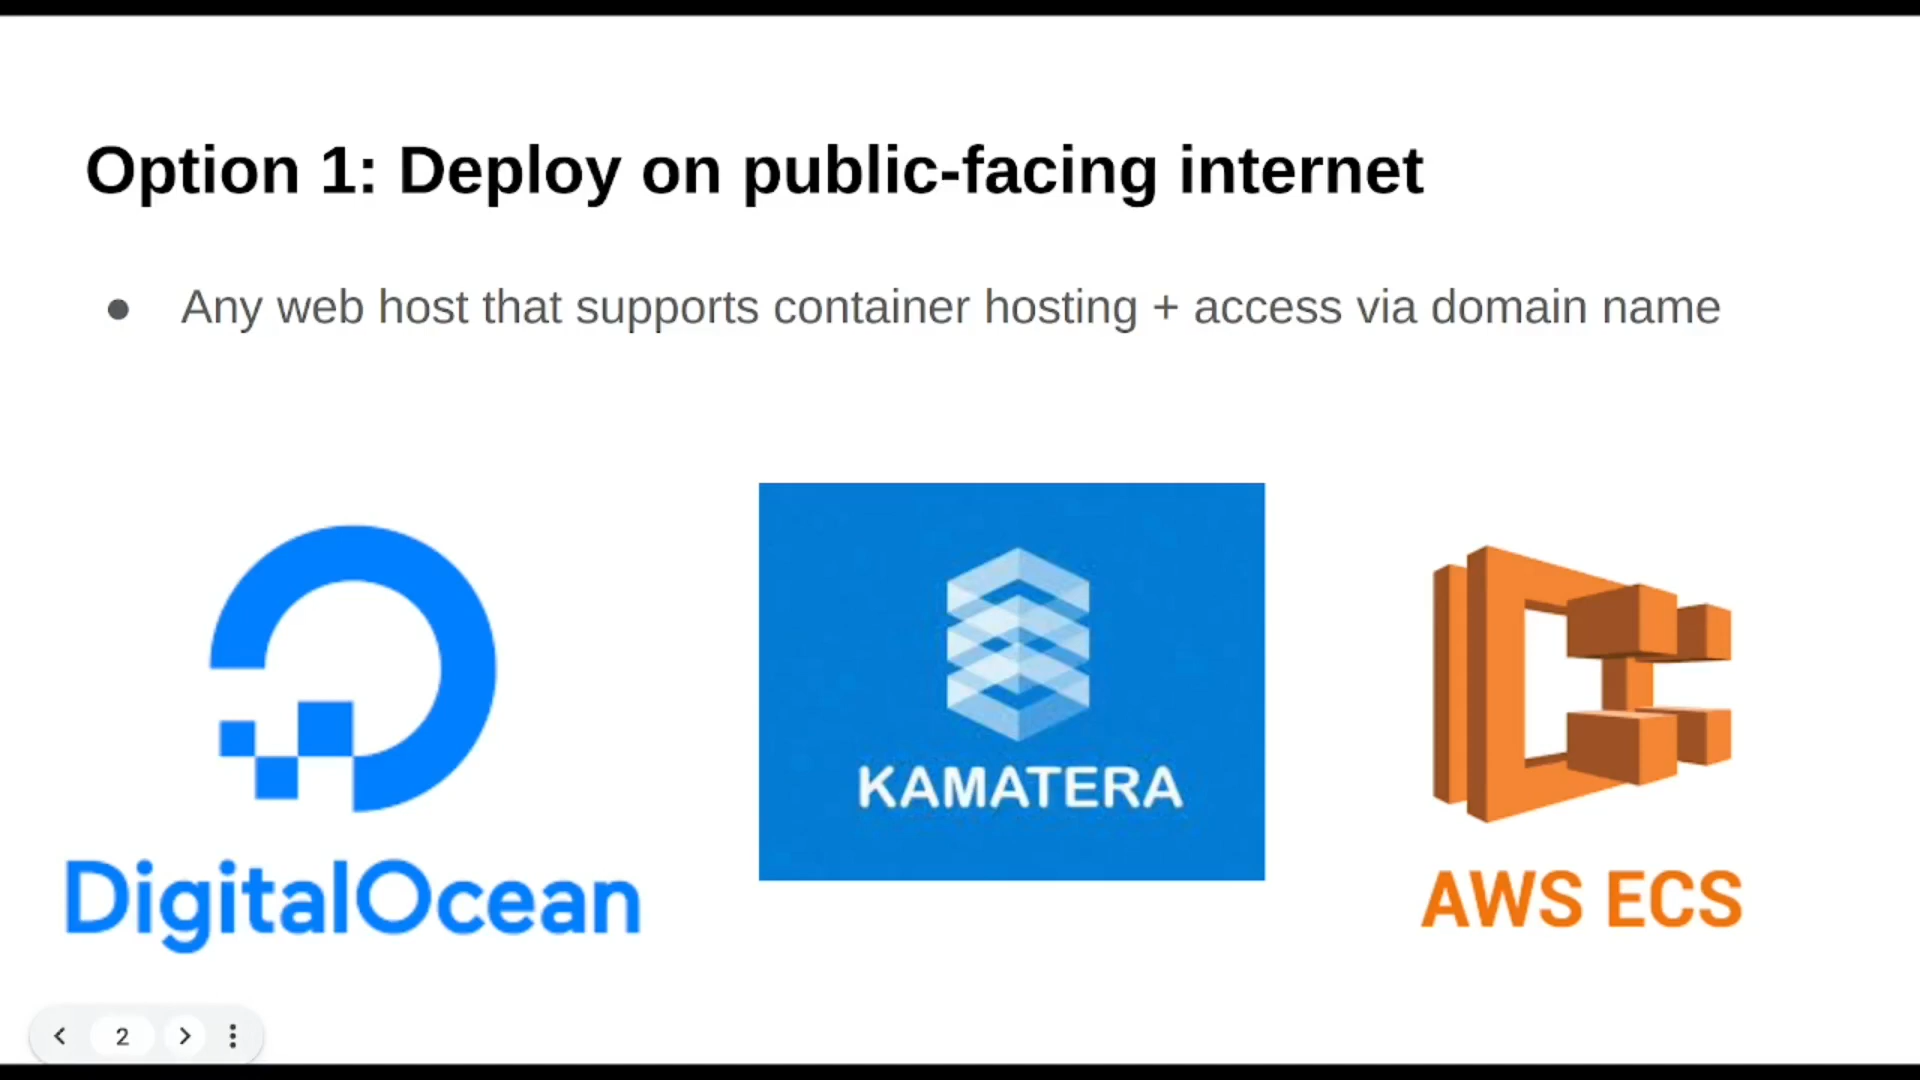 Option 1: Deploy on public-facing internet
● Any web host that supports container hosting + access via domain name
DigitalOcean
KAMATERA
AWS ECS
2